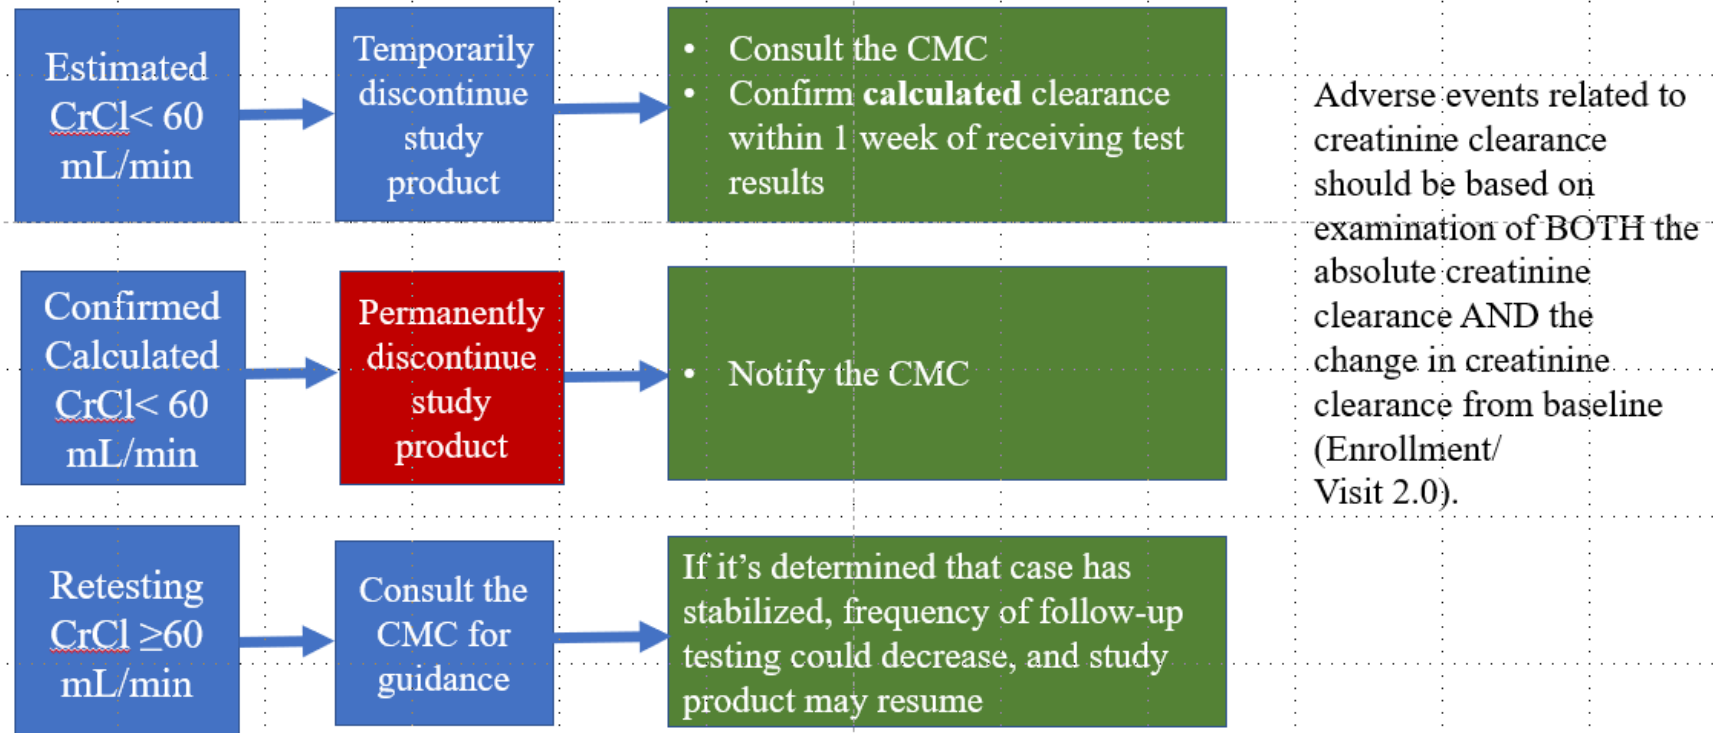 Estimated
CrCl< 60
mL/min
Temporarily
discontinue
study
product
• Consult the CMC
• Confirm calculated clearance
within 1 week of receiving test
results
Confirmed
Calculated
CrCl< 60
mL/min
Permanently
discontinue
study
product
• Notify the CMC
Retesting
CrCl ≥60
mL/min
Consult the
CMC for
guidance
If it’s determined that case has
stabilized, frequency of follow-up
testing could decrease, and study
product may resume
Adverse events related to
creatinine clearance
should be based on
examination of BOTH the
absolute creatinine
clearance AND the
change in creatinine
clearance from baseline
(Enrollment/
Visit 2.0).